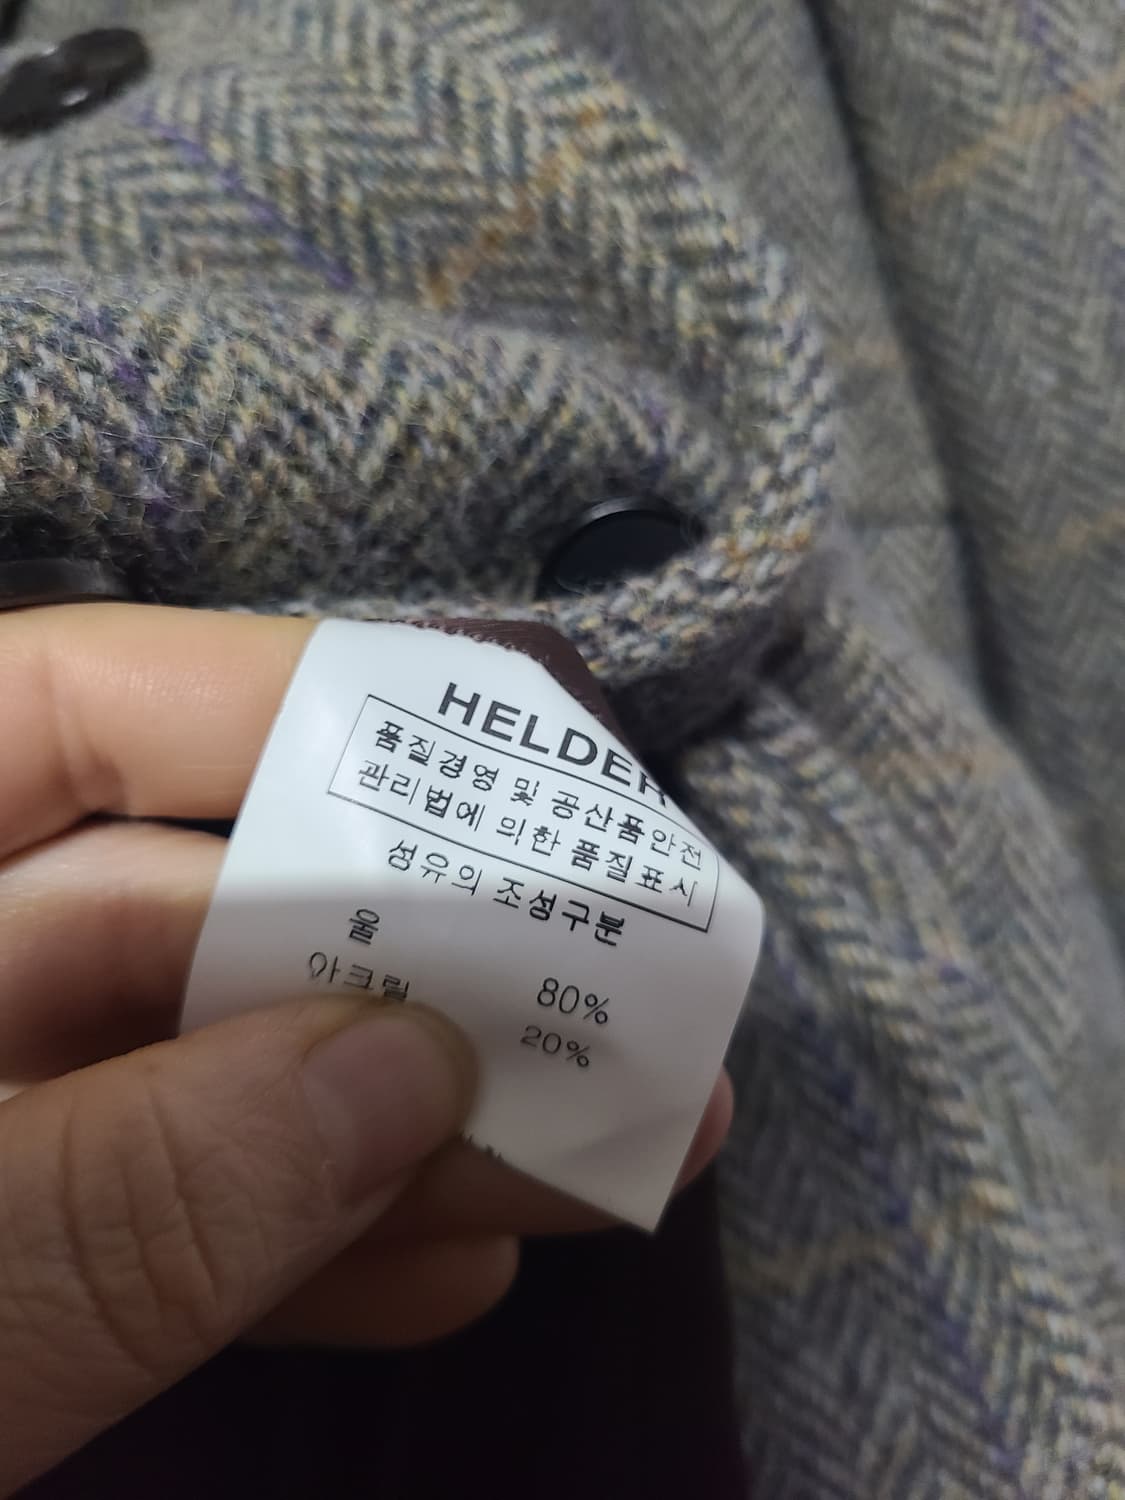 HELDER
품질경영 및 공산품안전
관리법에 의한 품질표시
섬유의 조성구분
울 80%
아크릴 20%